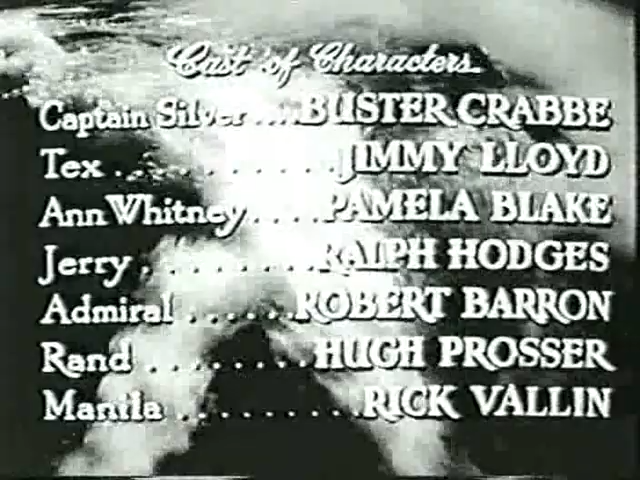 Cast of Characters
Captain Silver....BUSTER CRABBE
Tex...........JIMMY LLOYD
Ann Whitney....PAMELA BLAKE
Jerry.........RALPH HODGES
Admiral......ROBERT BARRON
Rand.........HUGH PROSSER
Manila..........RICK VALLIN